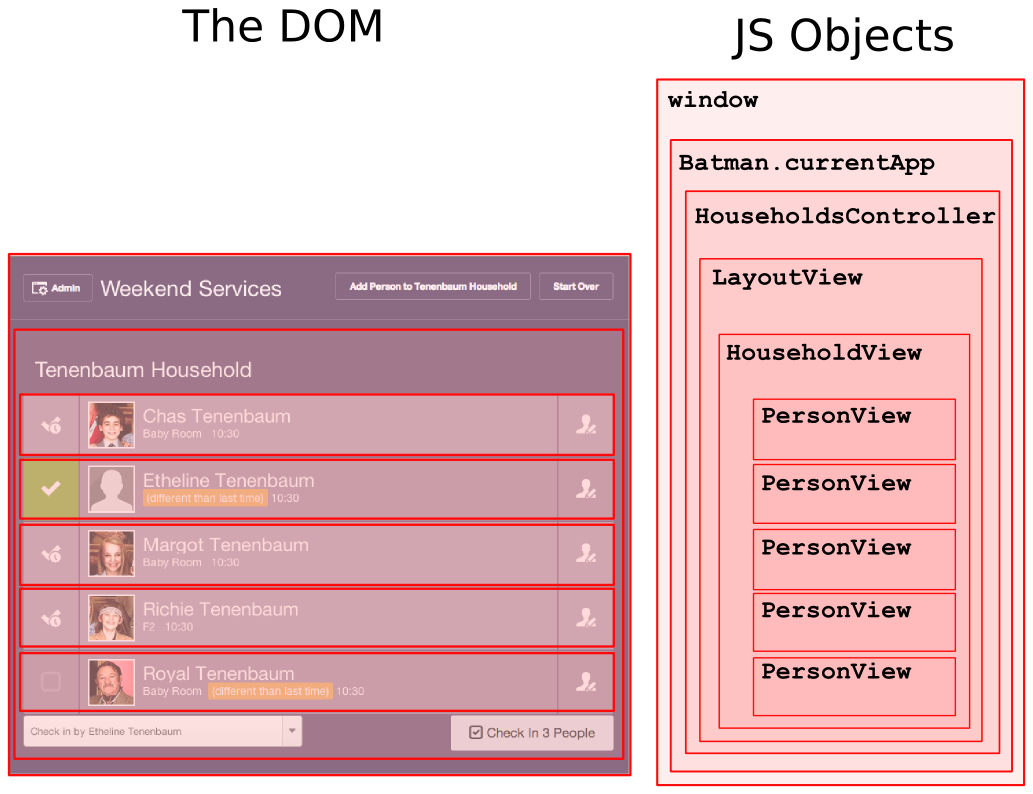 The DOM
JS Objects
Admin
Weekend Services
Add Person to Tenenbaum Household
Start Over
Tenenbaum Household
Chas Tenenbaum
Baby Room 10:30
Etheline Tenenbaum
(different than last time) 10:30
Margot Tenenbaum
Baby Room 10:30
Richie Tenenbaum
F2 10:30
Royal Tenenbaum
Baby Room (different than last time) 10:30
Check in by Etheline Tenenbaum
Check In 3 People
window
Batman.currentApp
HouseholdsController
LayoutView
HouseholdView
PersonView
PersonView
PersonView
PersonView
PersonView